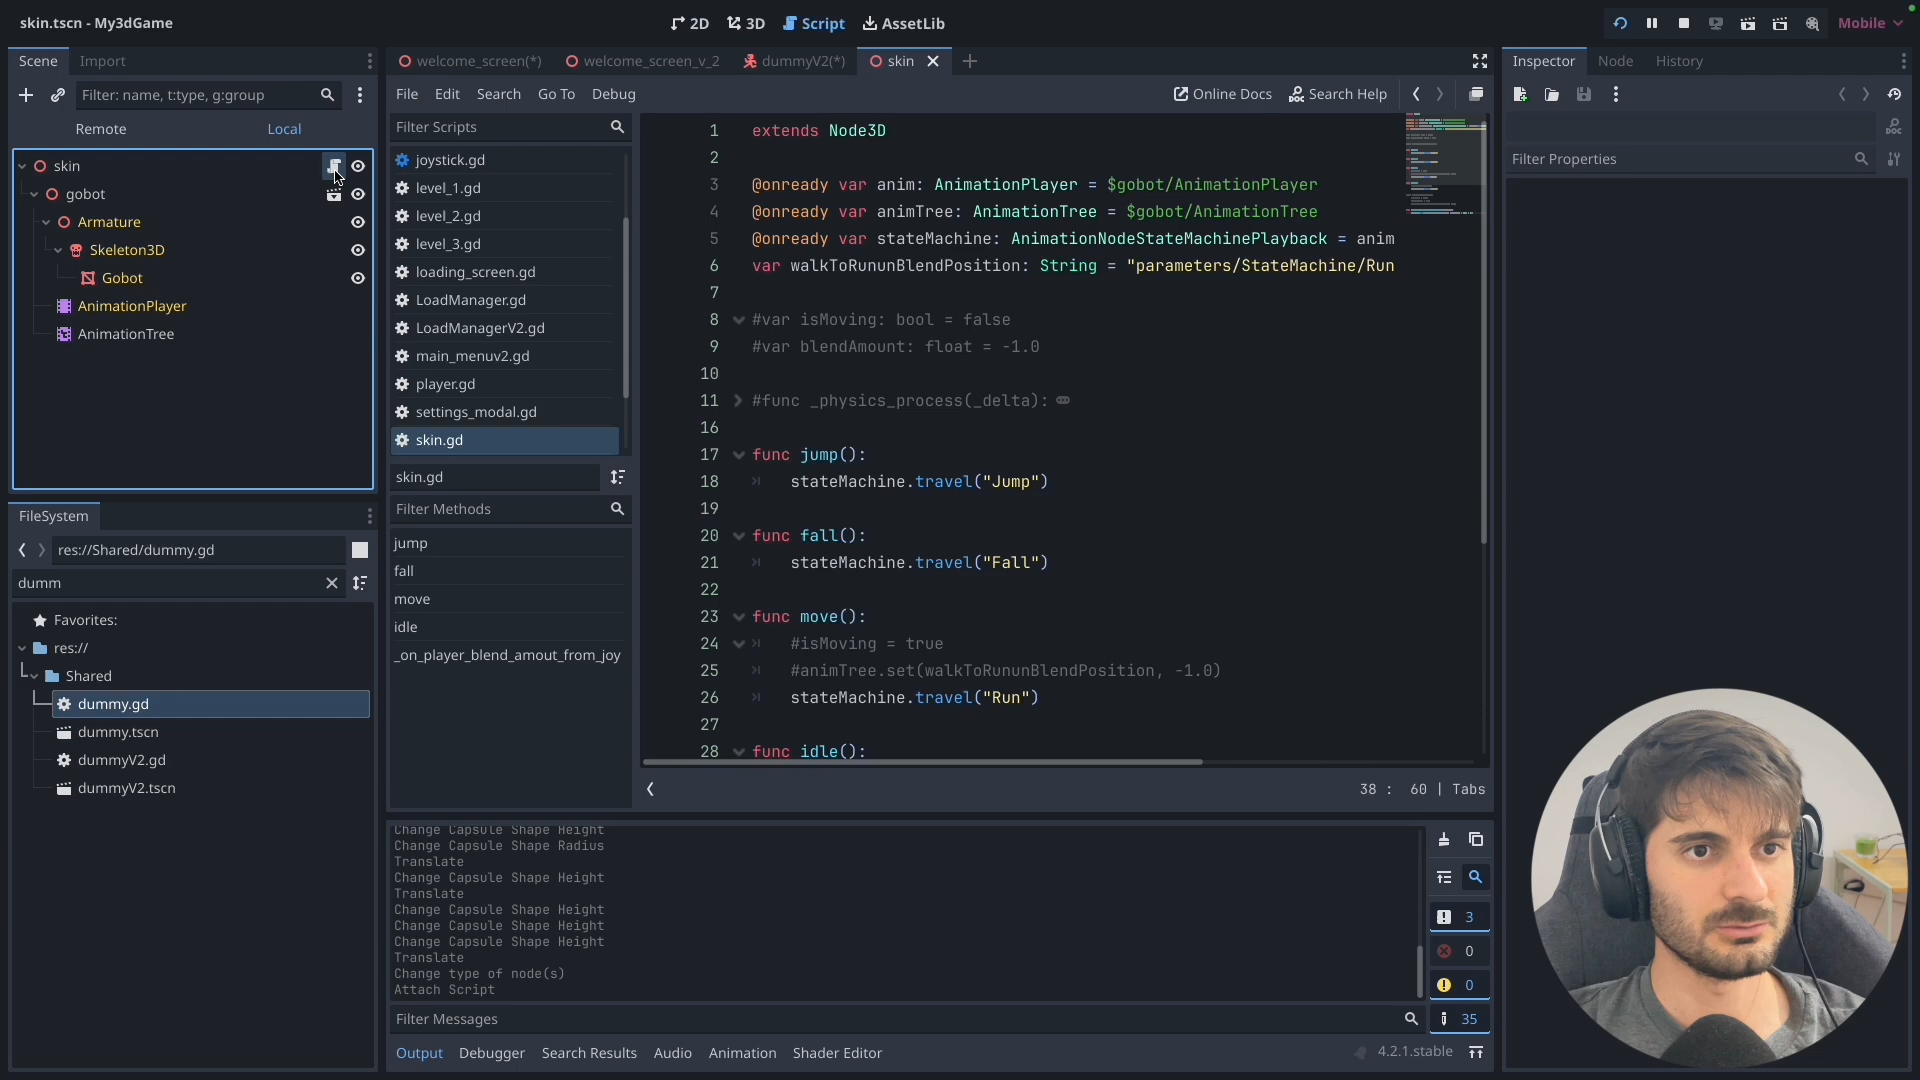 skin.tscn - My3dGame
2D
3D
Script
AssetLib
Mobile
Scene
Import
Filter: name, t:type, g:group
Remote
Local
skin
gobot
Armature
Skeleton3D
Gobot
AnimationPlayer
AnimationTree
FileSystem
res://Shared/dummy.gd
dumm
Favorites:
res://
Shared
dummy.gd
dummy.tscn
dummyV2.gd
dummyV2.tscn
welcome_screen(*)
welcome_screen_v_2
dummyV2(*)
skin
File
Edit
Search
Go To
Debug
Online Docs
Search Help
Filter Scripts
joystick.gd
level_1.gd
level_2.gd
level_3.gd
loading_screen.gd
LoadManager.gd
LoadManagerV2.gd
main_menuv2.gd
player.gd
settings_modal.gd
skin.gd
skin.gd
Filter Methods
jump
fall
move
idle
_on_player_blend_amout_from_joy
1 extends Node3D
2
3 @onready var anim: AnimationPlayer = $gobot/AnimationPlayer
4 @onready var animTree: AnimationTree = $gobot/AnimationTree
5 @onready var stateMachine: AnimationNodeStateMachinePlayback = anim
6 var walkToRununBlendPosition: String = "parameters/StateMachine/Run
7
8 #var isMoving: bool = false
9 #var blendAmount: float = -1.0
10
11 #func _physics_process(_delta):
16
17 func jump():
18 stateMachine.travel("Jump")
19
20 func fall():
21 stateMachine.travel("Fall")
22
23 func move():
24 #isMoving = true
25 #animTree.set(walkToRununBlendPosition, -1.0)
26 stateMachine.travel("Run")
27
28 func idle():
38 : 60 | Tabs
Change Capsule Shape Height
Change Capsule Shape Radius
Translate
Change Capsule Shape Height
Translate
Change Capsule Shape Height
Change Capsule Shape Height
Change Capsule Shape Height
Translate
Change type of node(s)
Attach Script
3
0
0
35
Filter Messages
Output
Debugger
Search Results
Audio
Animation
Shader Editor
4.2.1.stable
Inspector
Node
History
Filter Properties